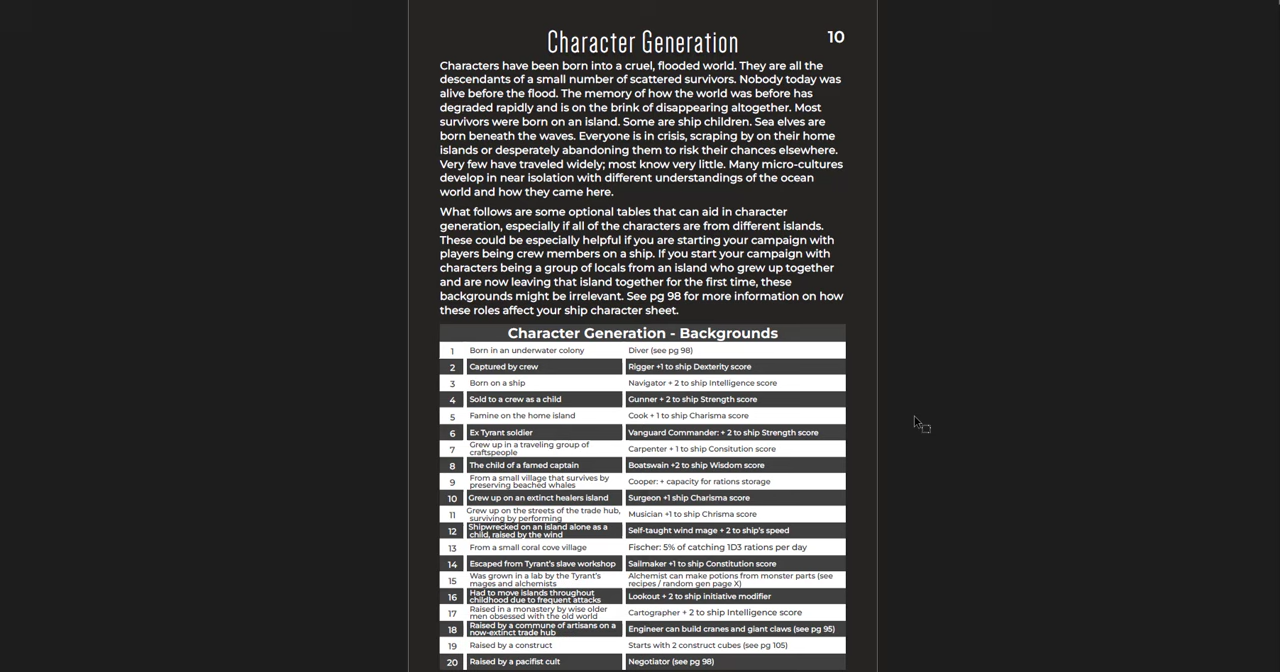 Character Generation
10
Characters have been born into a cruel, flooded world. They are all the
descendants of a small number of scattered survivors. Nobody today was
alive before the flood. The memory of how the world was before has
degraded rapidly and is on the brink of disappearing altogether. Most
survivors were born on an island. Some are ship children. Sea elves are
born beneath the waves. Everyone is in crisis, scraping by on their home
islands or desperately abandoning them to risk their chances elsewhere.
Very few have traveled widely; most know very little. Many micro-cultures
develop in near isolation with different understandings of the ocean
world and how they came here.
What follows are some optional tables that can aid in character
generation, especially if all of the characters are from different islands.
These could be especially helpful if you are starting your campaign with
players being crew members on a ship. If you start your campaign with
characters being a group of locals from an island who grew up together
and are now leaving that island together for the first time, these
backgrounds might be irrelevant. See pg 98 for more information on how
these roles affect your ship character sheet.
Character Generation - Backgrounds
1 Born in an underwater colony Diver (see pg 98)
2 Captured by crew Rigger +1 to ship Dexterity score
3 Born on a ship Navigator + 2 to ship Intelligence score
4 Sold to a crew as a child Gunner + 2 to ship Strength score
5 Famine on the home island Cook + 1 to ship Charisma score
6 Ex Tyrant soldier Vanguard Commander: + 2 to ship Strength score
7 Grew up in a traveling group of
craftspeople Carpenter + 1 to ship Consitution score
8 The child of a famed captain Boatswain +2 to ship Wisdom score
9 From a small village that survives by
preserving beached whales Cooper: + capacity for rations storage
10 Grew up on an extinct healers island Surgeon +1 ship Charisma score
11 Grew up on the streets of the trade hub,
surviving by performing Musician +1 to ship Chrisma score
12 Shipwrecked on an island alone as a
child, raised by the wind Self-taught wind mage + 2 to ship's speed
13 From a small coral cove village Fischer: 5% of catching 1D3 rations per day
14 Escaped from Tyrant's slave workshop Sailmaker +1 to ship Constitution score
15 Was grown in a lab by the Tyrant's
mages and alchemists Alchemist can make potions from monster parts (see
recipes / random gen page X)
16 Had to move islands throughout
childhood due to frequent attacks Lookout + 2 to ship initiative modifier
17 Raised in a monastery by wise older
men obsessed with the old world Cartographer + 2 to ship Intelligence score
18 Raised by a commune of artisans on a
now-extinct trade hub Engineer can build cranes and giant claws (see pg 95)
19 Raised by a construct Starts with 2 construct cubes (see pg 105)
20 Raised by a pacifist cult Negotiator (see pg 98)